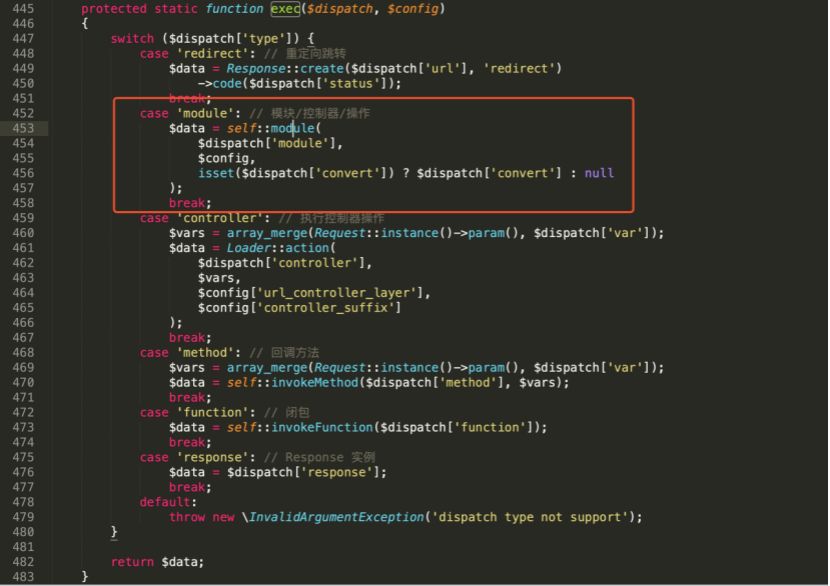 445 protected static function exec($dispatch, $config)
446 {
447 switch ($dispatch['type']) {
448 case 'redirect': // 重定向跳转
449 $data = Response::create($dispatch['url'], 'redirect')
450 ->code($dispatch['status']);
451 break;
452 case 'module': // 模块/控制器/操作
453 $data = self::module(
454 $dispatch['module'],
455 $config,
456 isset($dispatch['convert']) ? $dispatch['convert'] : null
457 );
458 break;
459 case 'controller': // 执行控制器操作
460 $vars = array_merge(Request::instance()->param(), $dispatch['var']);
461 $data = Loader::action(
462 $dispatch['controller'],
463 $vars,
464 $config['url_controller_layer'],
465 $config['controller_suffix']
466 );
467 break;
468 case 'method': // 回调方法
469 $vars = array_merge(Request::instance()->param(), $dispatch['var']);
470 $data = self::invokeMethod($dispatch['method'], $vars);
471 break;
472 case 'function': // 闭包
473 $data = self::invokeFunction($dispatch['function']);
474 break;
475 case 'response': // Response 实例
476 $data = $dispatch['response'];
477 break;
478 default:
479 throw new \InvalidArgumentException('dispatch type not support');
480 }
481
482 return $data;
483 }